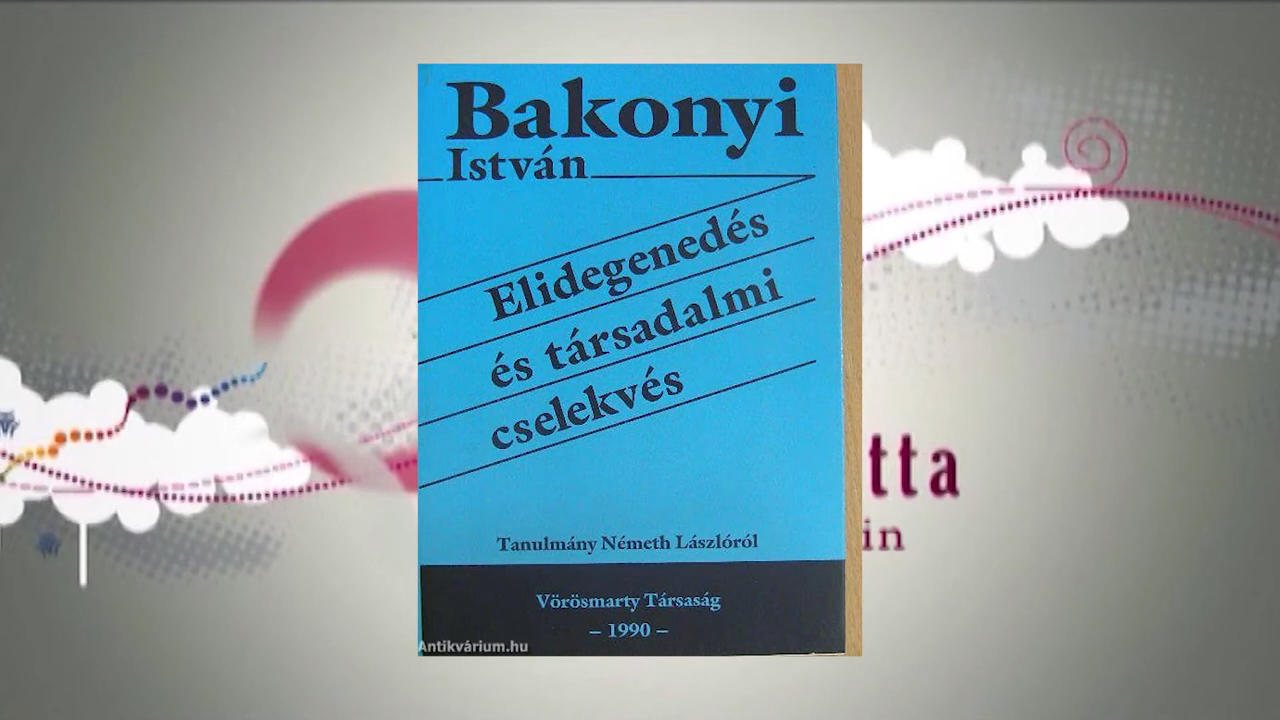 Bakonyi
István
Elidegenedés
és társadalmi
cselekvés
Tanulmány Németh Lászlóról
Vörösmarty Társaság
– 1990 –
Antikvárium.hu
tta
in